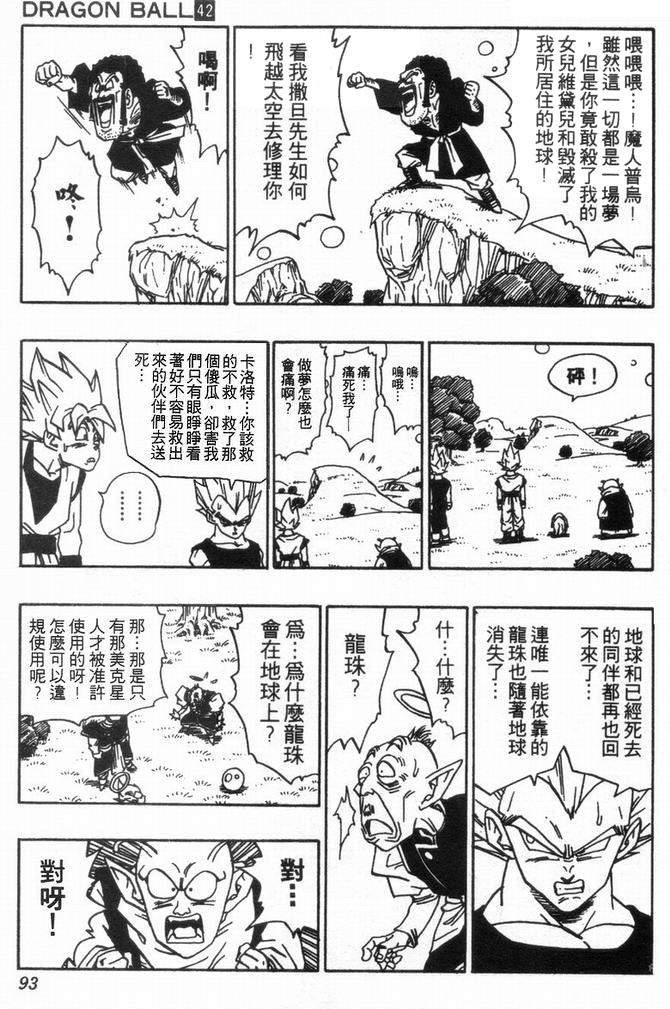 DRAGON BALL 42
喂喂喂…！魔人普烏！
雖然這一切都是一場夢
，但是你竟敢殺了我的
女兒維黛兒和毀滅了
我所居住的地球！
看我撒旦先生如何
飛越太空去修理你
！
喝啊！
咚！
砰！
嗚…
嗚哦…
痛…
痛死我了…
做夢怎麼也
會痛啊？
卡洛特…你該救
的不救，救了那
個傻瓜，卻害我
們只有眼睜睜看
著好不容易救出
來的伙伴們去送
死…
………
地球和已經死去
的同伴都再也回
不來了…
連唯一能依靠的
龍珠也隨著地球
消失了…
什…什麼？
龍珠？
為…為什麼龍珠
會在地球上？
那…那是只
有那美克星
人才被准許
使用的呀！
怎麼可以違
規使用呢？
對…
對呀！
93